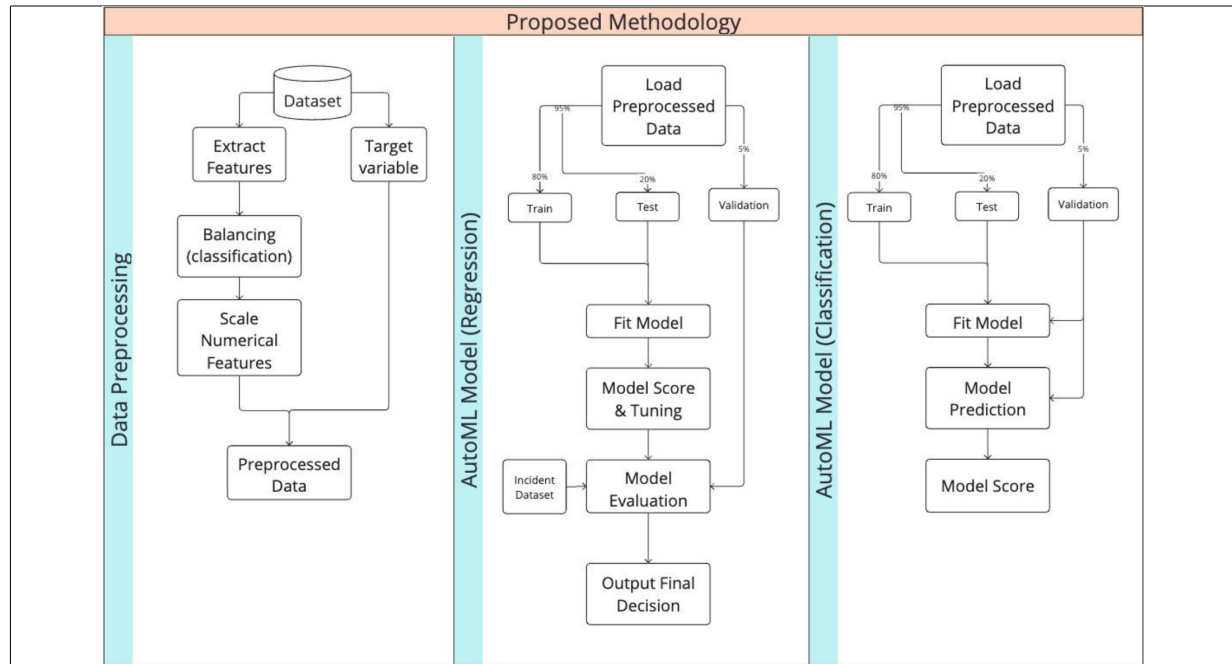 Proposed Methodology
Data Preprocessing
Dataset
Extract
Features
Target
variable
Balancing
(classification)
Scale
Numerical
Features
Preprocessed
Data
AutoML Model (Regression)
Load
Preprocessed
Data
95%
5%
80%
20%
Train
Test
Validation
Fit Model
Model Score
& Tuning
Incident
Dataset
Model
Evaluation
Output Final
Decision
AutoML Model (Classification)
Load
Preprocessed
Data
95%
5%
80%
20%
Train
Test
Validation
Fit Model
Model
Prediction
Model Score